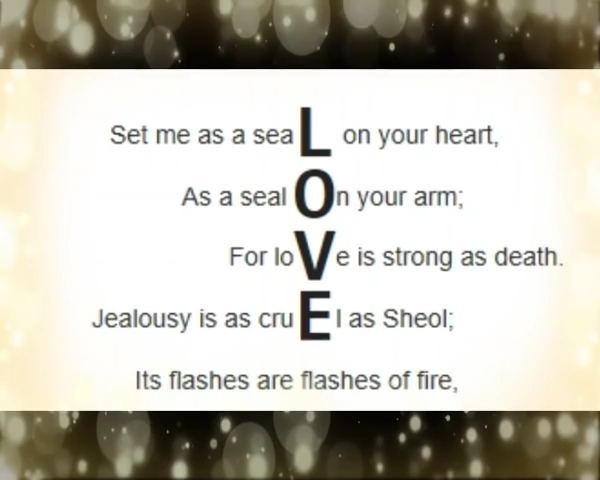 Set me as a seaL on your heart,
As a seal On your arm;
For loVe is strong as death.
Jealousy is as cruEl as Sheol;
Its flashes are flashes of fire,